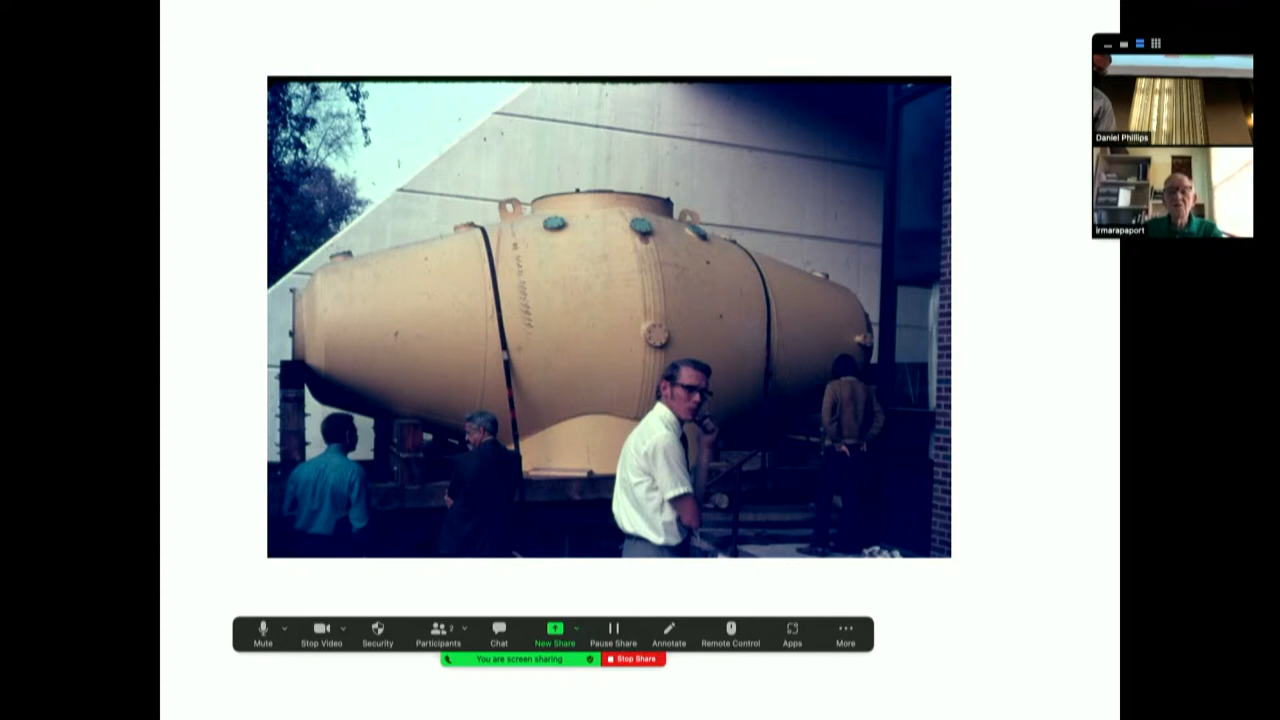 Daniel Phillips
irmarapaport
Mute
Stop Video
Security
Participants
2
Chat
New Share
Pause Share
Annotate
Remote Control
Apps
More
You are screen sharing
Stop Share